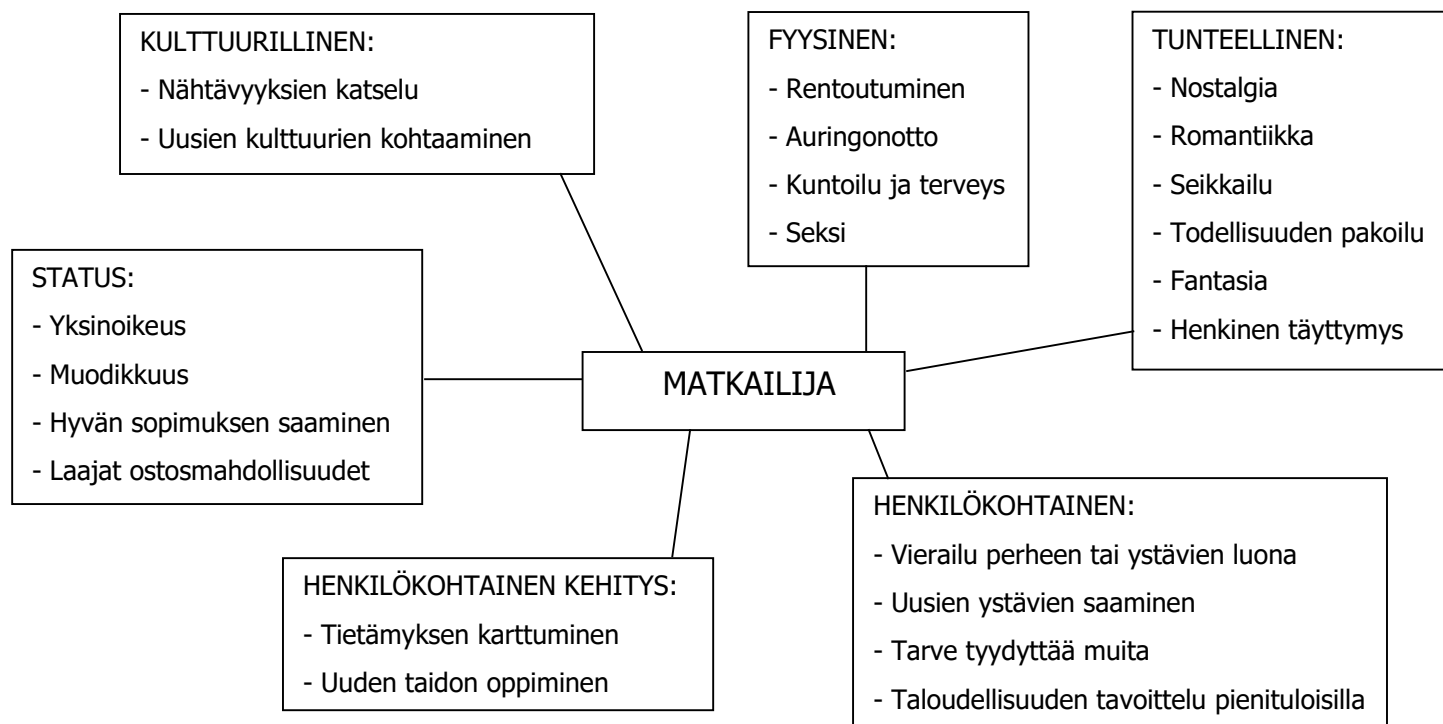 KULTTUURILLINEN:
- Nähtävyyksien katselu
- Uusien kulttuurien kohtaaminen
FYYSINEN:
- Rentoutuminen
- Auringonotto
- Kuntoilu ja terveys
- Seksi
TUNTEELLINEN:
- Nostalgia
- Romantiikka
- Seikkailu
- Todellisuuden pakoilu
- Fantasia
- Henkinen täyttymys
STATUS:
- Yksinoikeus
- Muodikkuus
- Hyvän sopimuksen saaminen
- Laajat ostosmahdollisuudet
MATKAILIJA
HENKILÖKOHTAINEN KEHITYS:
- Tietämyksen karttuminen
- Uuden taidon oppiminen
HENKILÖKOHTAINEN:
- Vierailu perheen tai ystävien luona
- Uusien ystävien saaminen
- Tarve tyydyttää muita
- Taloudellisuuden tavoittelu pienituloisilla